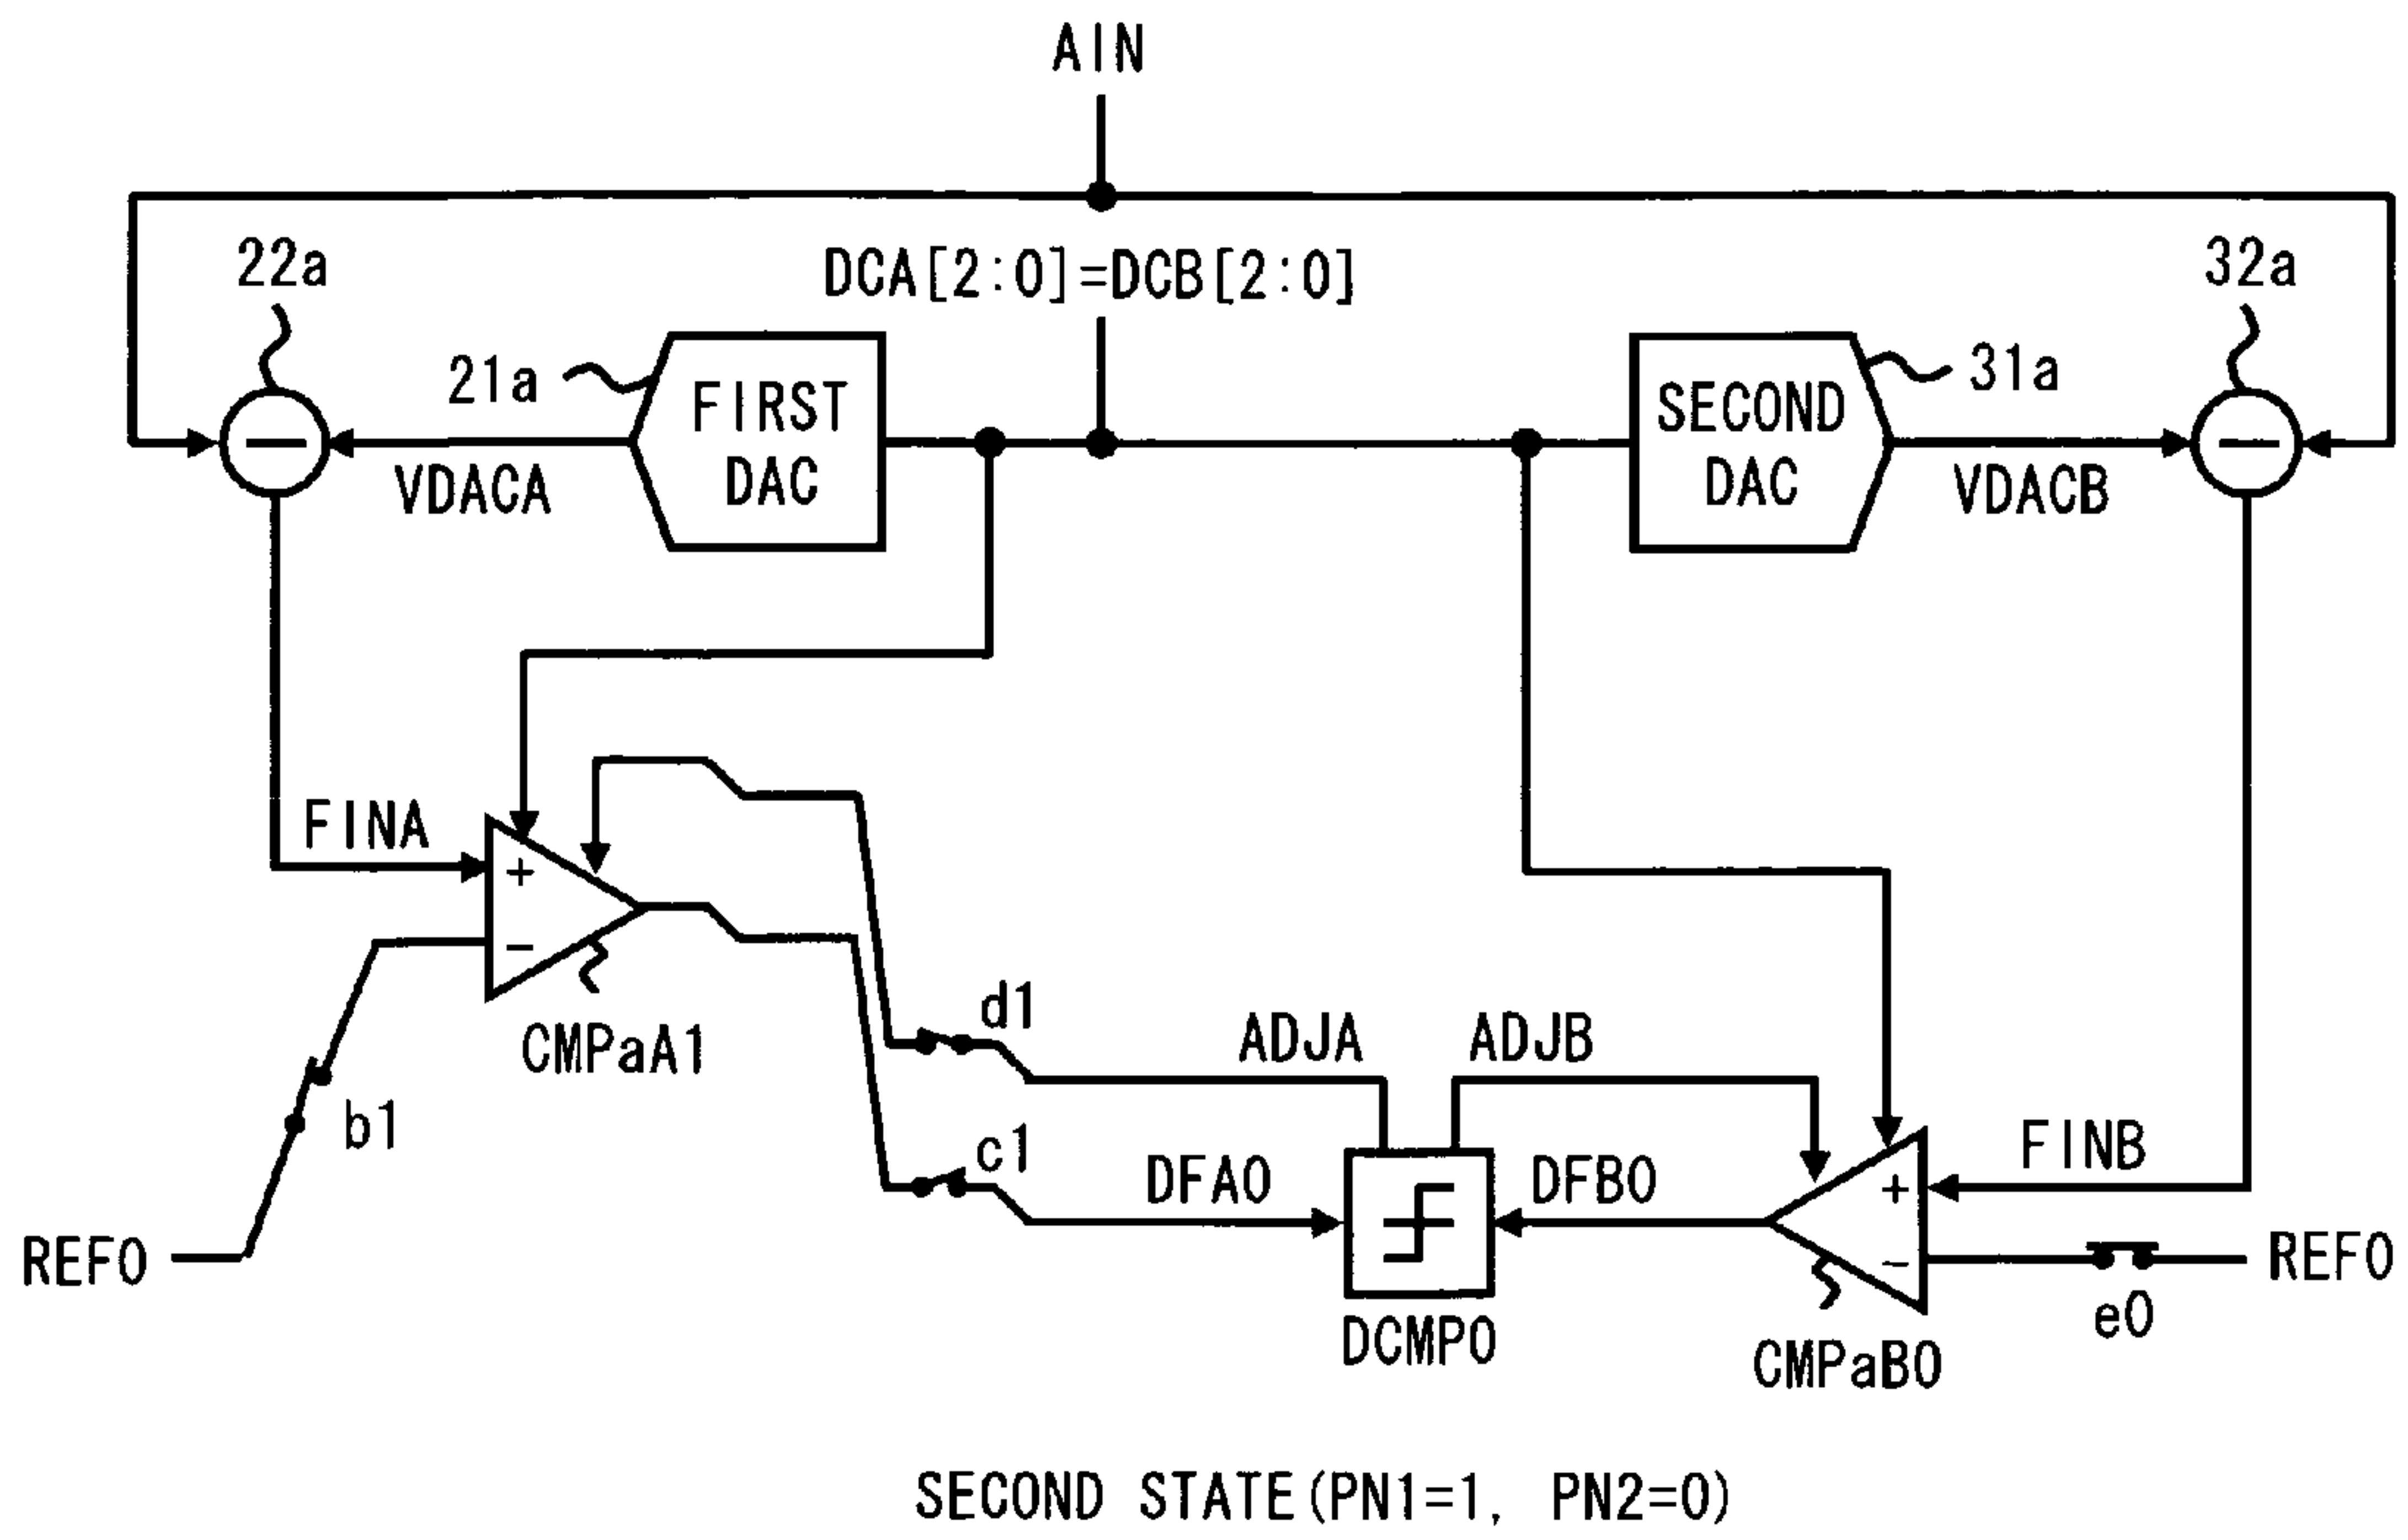 AIN
DCA[2:0]=DCB[2:0]
22a
32a
21a
FIRST
DAC
SECOND
DAC
31a
VDACA
VDACB
FINA
+
−
CMPaA1
b1
d1
c1
ADJA
ADJB
DFA0
DFB0
FINB
+
−
REF0
REF0
e0
DCMP0
CMPaB0
SECOND STATE(PN1=1, PN2=0)